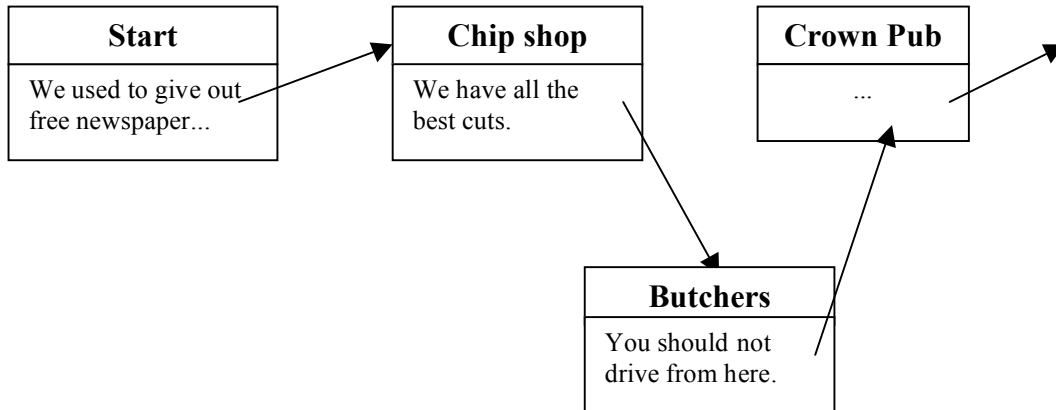 Start
We used to give out
free newspaper...
Chip shop
We have all the
best cuts.
Crown Pub
...
Butchers
You should not
drive from here.